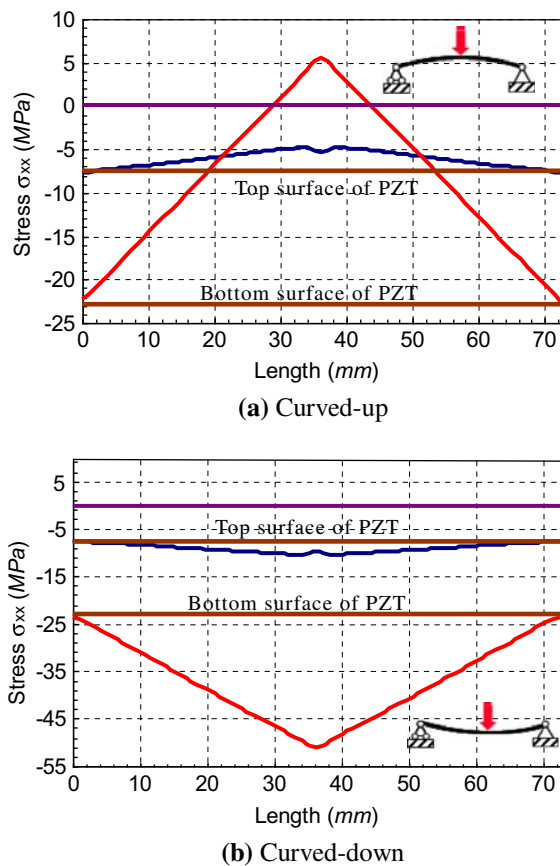 10
5
0
-5
-10
-15
-20
-25
Stress σxx (MPa)
Top surface of PZT
Bottom surface of PZT
0 10 20 30 40 50 60 70
Length (mm)
(a) Curved-up
5
-5
-15
-25
-35
-45
-55
Stress σxx (MPa)
Top surface of PZT
Bottom surface of PZT
0 10 20 30 40 50 60 70
Length (mm)
(b) Curved-down